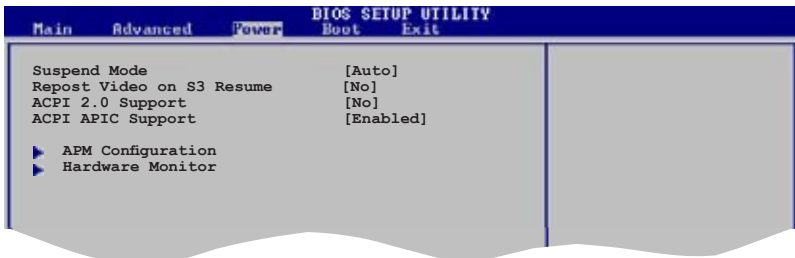 BIOS SETUP UTILITY
Main Advanced Power Boot Exit
Suspend Mode [Auto]
Repost Video on S3 Resume [No]
ACPI 2.0 Support [No]
ACPI APIC Support [Enabled]
APM Configuration
Hardware Monitor